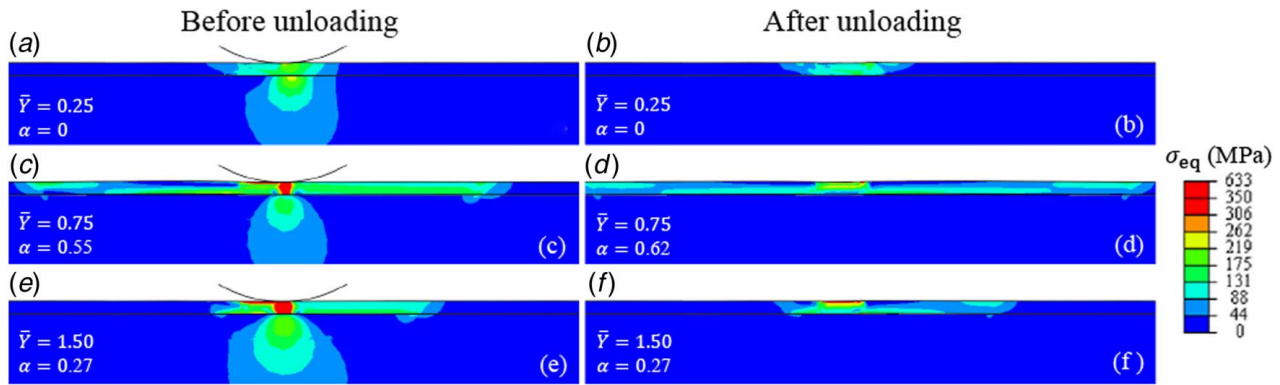 Before unloading
After unloading
(a)
Ȳ = 0.25
α = 0
(b)
Ȳ = 0.25
α = 0
(b)
(c)
Ȳ = 0.75
α = 0.55
(c)
(d)
Ȳ = 0.75
α = 0.62
(d)
(e)
Ȳ = 1.50
α = 0.27
(e)
(f)
Ȳ = 1.50
α = 0.27
(f)
σeq (MPa)
633
350
306
262
219
175
131
88
44
0